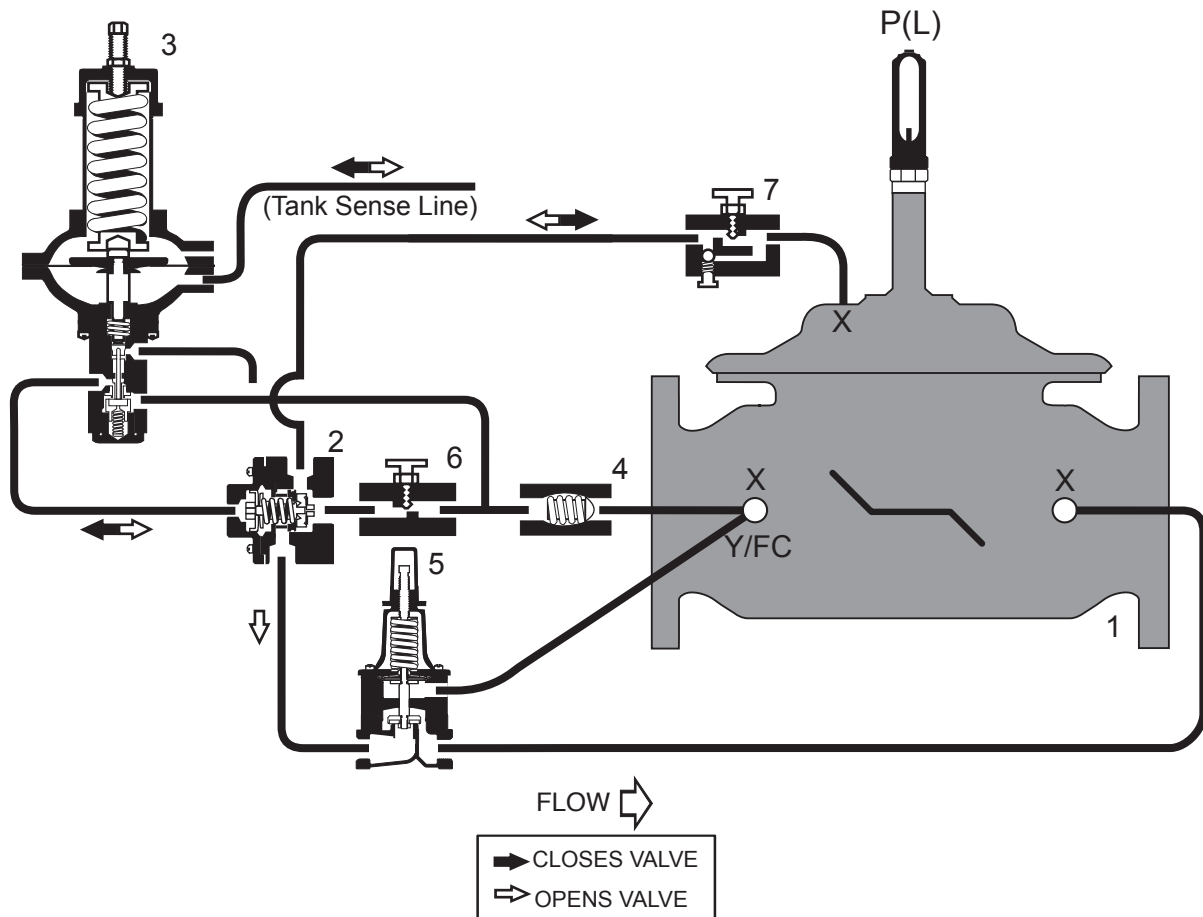 P(L)
3
7
(Tank Sense Line)
X
2
6
4
X
X
Y/FC
5
1
FLOW
CLOSES VALVE
OPENS VALVE